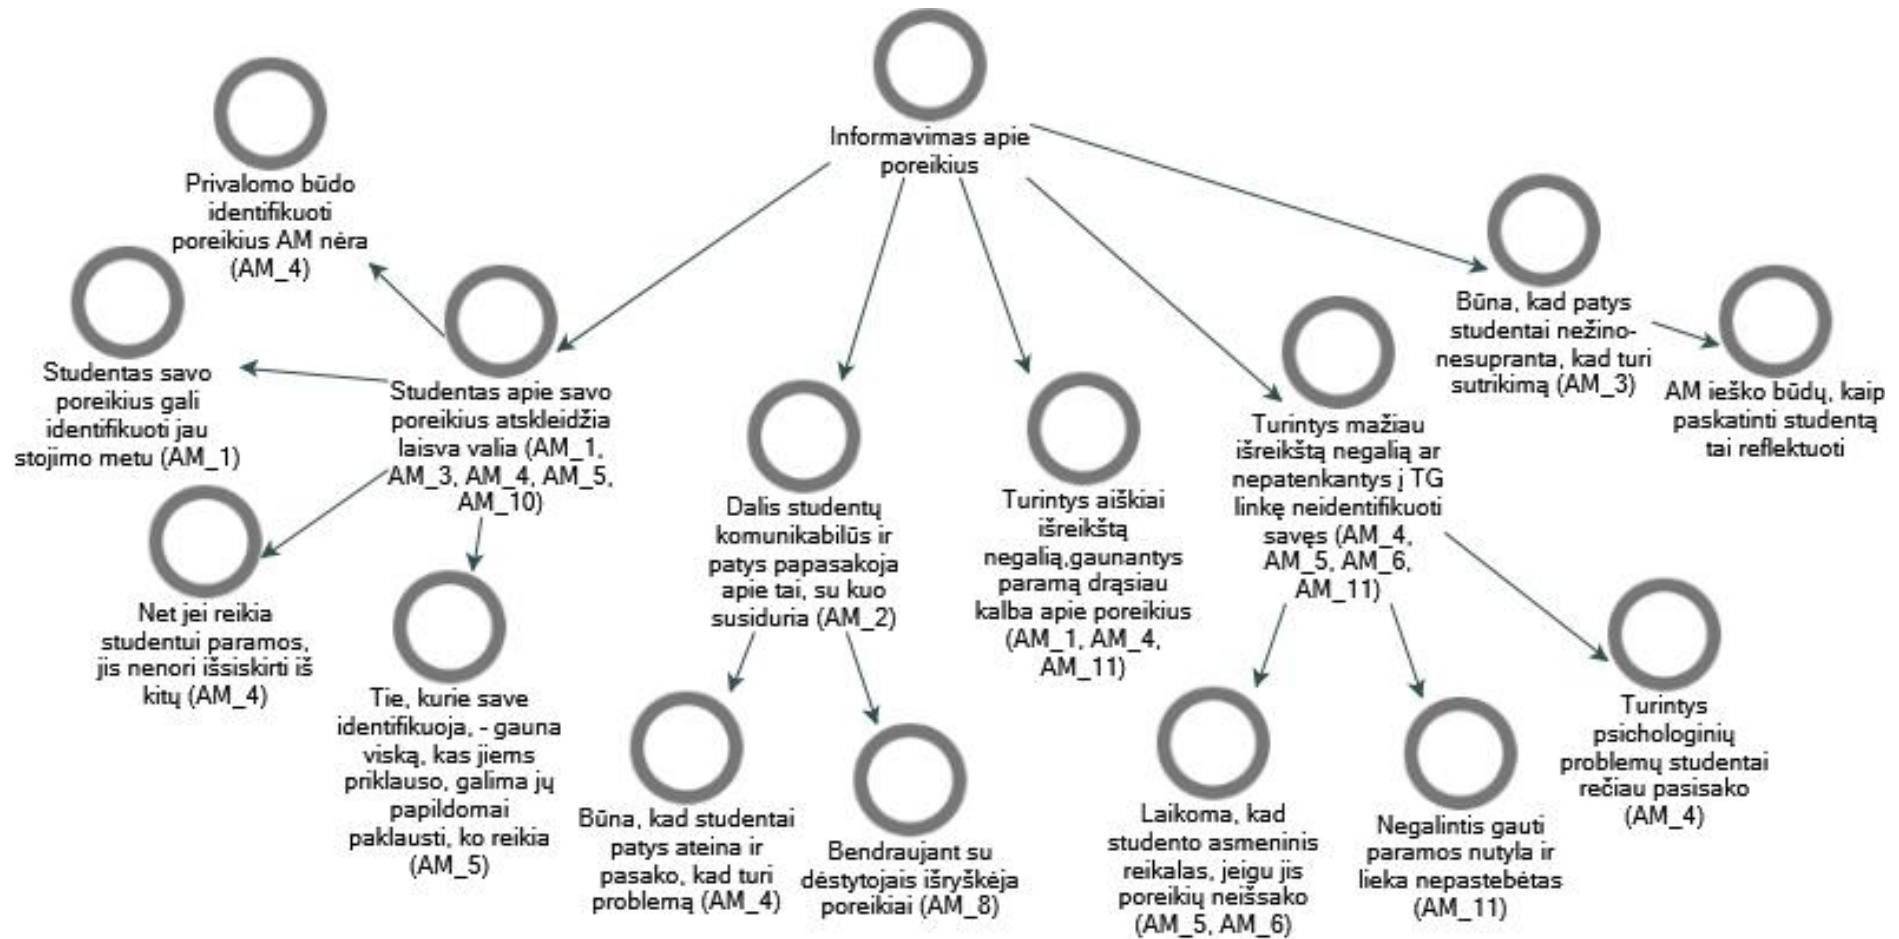 Informavimas apie
poreikius
Privalomo būdo
identifikuoti
poreikius AM nėra
(AM_4)
Studentas savo
poreikius gali
identifikuoti jau
stojimo metu (AM_1)
Studentas apie savo
poreikius atskleidžia
laisva valia (AM_1,
AM_3, AM_4, AM_5,
AM_10)
Net jei reikia
studentui paramos,
jis nenori išsiskirti iš
kitų (AM_4)
Tie, kurie save
identifikuoja, - gauna
viską, kas jiems
priklauso, galima jų
papildomai
paklausti, ko reikia
(AM_5)
Dalis studentų
komunikabilūs ir
patys papasakoja
apie tai, su kuo
susiduria (AM_2)
Būna, kad studentai
patys ateina ir
pasako, kad turi
problemą (AM_4)
Bendraujant su
dėstytojais išryškėja
poreikiai (AM_8)
Turintys aiškiai
išreikštą
negalią,gaunantys
paramą drąsiau
kalba apie poreikius
(AM_1, AM_4,
AM_11)
Turintys mažiau
išreikštą negalią ar
nepatenkantys į TG
linkę neidentifikuoti
savęs (AM_4,
AM_5, AM_6,
AM_11)
Laikoma, kad
studento asmeninis
reikalas, jeigu jis
poreikių neišsako
(AM_5, AM_6)
Negalintis gauti
paramos nutyla ir
lieka nepastebėtas
(AM_11)
Turintys
psichologinių
problemų studentai
rečiau pasisako
(AM_4)
Būna, kad patys
studentai nežino-
nesupranta, kad turi
sutrikimą (AM_3)
AM ieško būdų, kaip
paskatinti studentą
tai reflektuoti